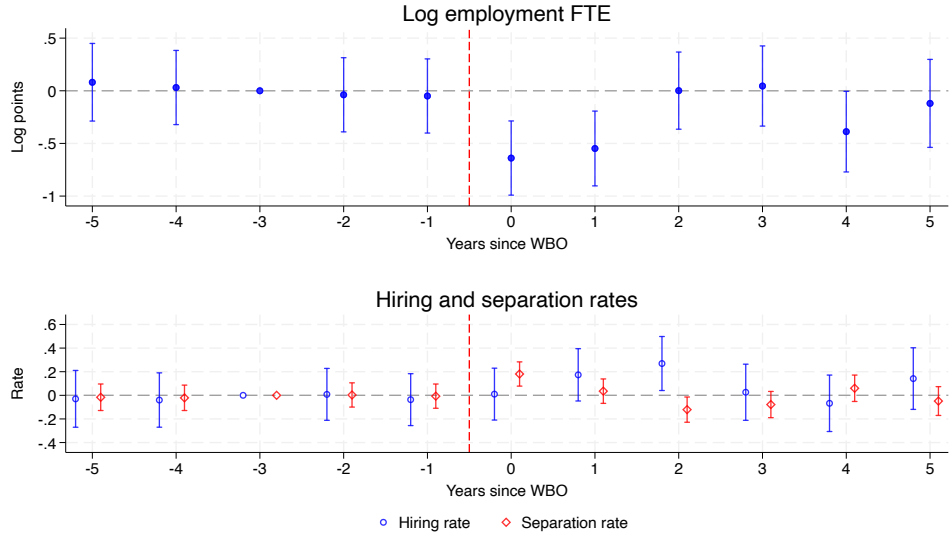 Log employment FTE
Log points
.5
0
-.5
-1
-5 -4 -3 -2 -1 0 1 2 3 4 5
Years since WBO
Hiring and separation rates
Rate
.6
.4
.2
0
-.2
-.4
-5 -4 -3 -2 -1 0 1 2 3 4 5
Years since WBO
Hiring rate Separation rate